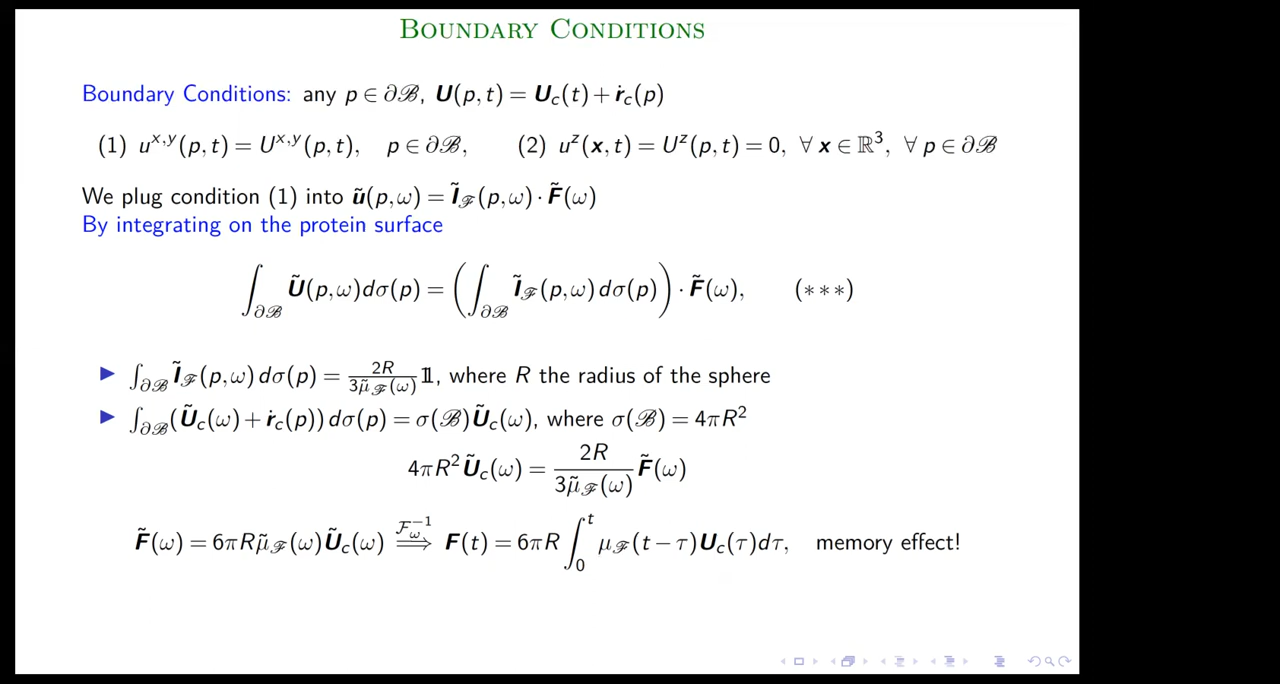 BOUNDARY CONDITIONS
Boundary Conditions: any p ∈ ∂ℬ, U(p,t) = U_c(t) + ṙ_c(p)
(1) u^{x,y}(p,t) = U^{x,y}(p,t), p ∈ ∂ℬ, (2) u^z(x,t) = U^z(p,t) = 0, ∀ x ∈ ℝ³, ∀ p ∈ ∂ℬ
We plug condition (1) into ũ(p,ω) = Ĩ_ℱ(p,ω) · F̃(ω)
By integrating on the protein surface
∫_{∂ℬ} Ũ(p,ω)dσ(p) = (∫_{∂ℬ} Ĩ_ℱ(p,ω)dσ(p)) · F̃(ω), (∗∗∗)
▶ ∫_{∂ℬ} Ĩ_ℱ(p,ω)dσ(p) = 2R/3μ̃_ℱ(ω) 𝟙, where R the radius of the sphere
▶ ∫_{∂ℬ}(Ũ_c(ω) + ṙ_c(p))dσ(p) = σ(ℬ)Ũ_c(ω), where σ(ℬ) = 4πR²
4πR²Ũ_c(ω) = 2R/3μ̃_ℱ(ω) F̃(ω)
F̃(ω) = 6πRμ̃_ℱ(ω)Ũ_c(ω) ⟹^{ℱ_ω^{-1}} F(t) = 6πR ∫_0^t μ_ℱ(t−τ)U_c(τ)dτ, memory effect!